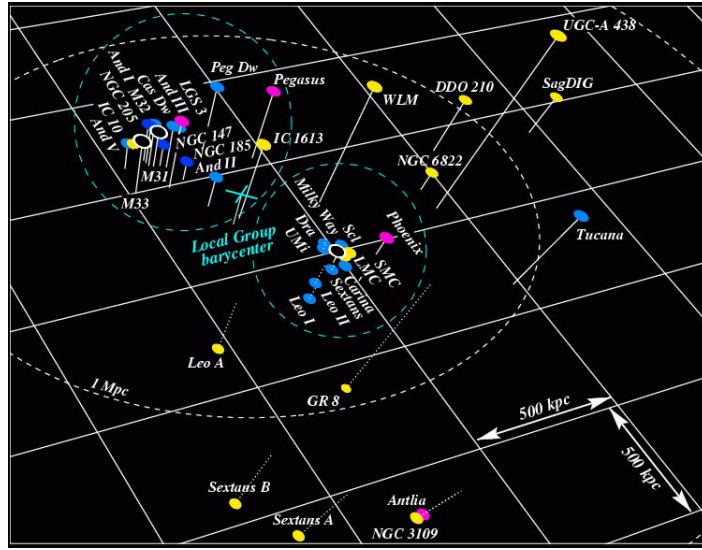 UGC-A 438
And I
M32
And III
Cas Dw
LGS 3
Peg Dw
Pegasus
NGC 205
WLM
DDO 210
SagDIG
IC 10
And V
NGC 147
IC 1613
NGC 185
And II
M31
NGC 6822
M33
Milky Way
Scl
Phoenix
Dra
UMi
Local Group
barycenter
SMC
LMC
Tucana
Carina
Sextans
Leo II
Leo I
Leo A
1 Mpc
GR 8
500 kpc
500 kpc
Sextans B
Antlia
Sextans A
NGC 3109